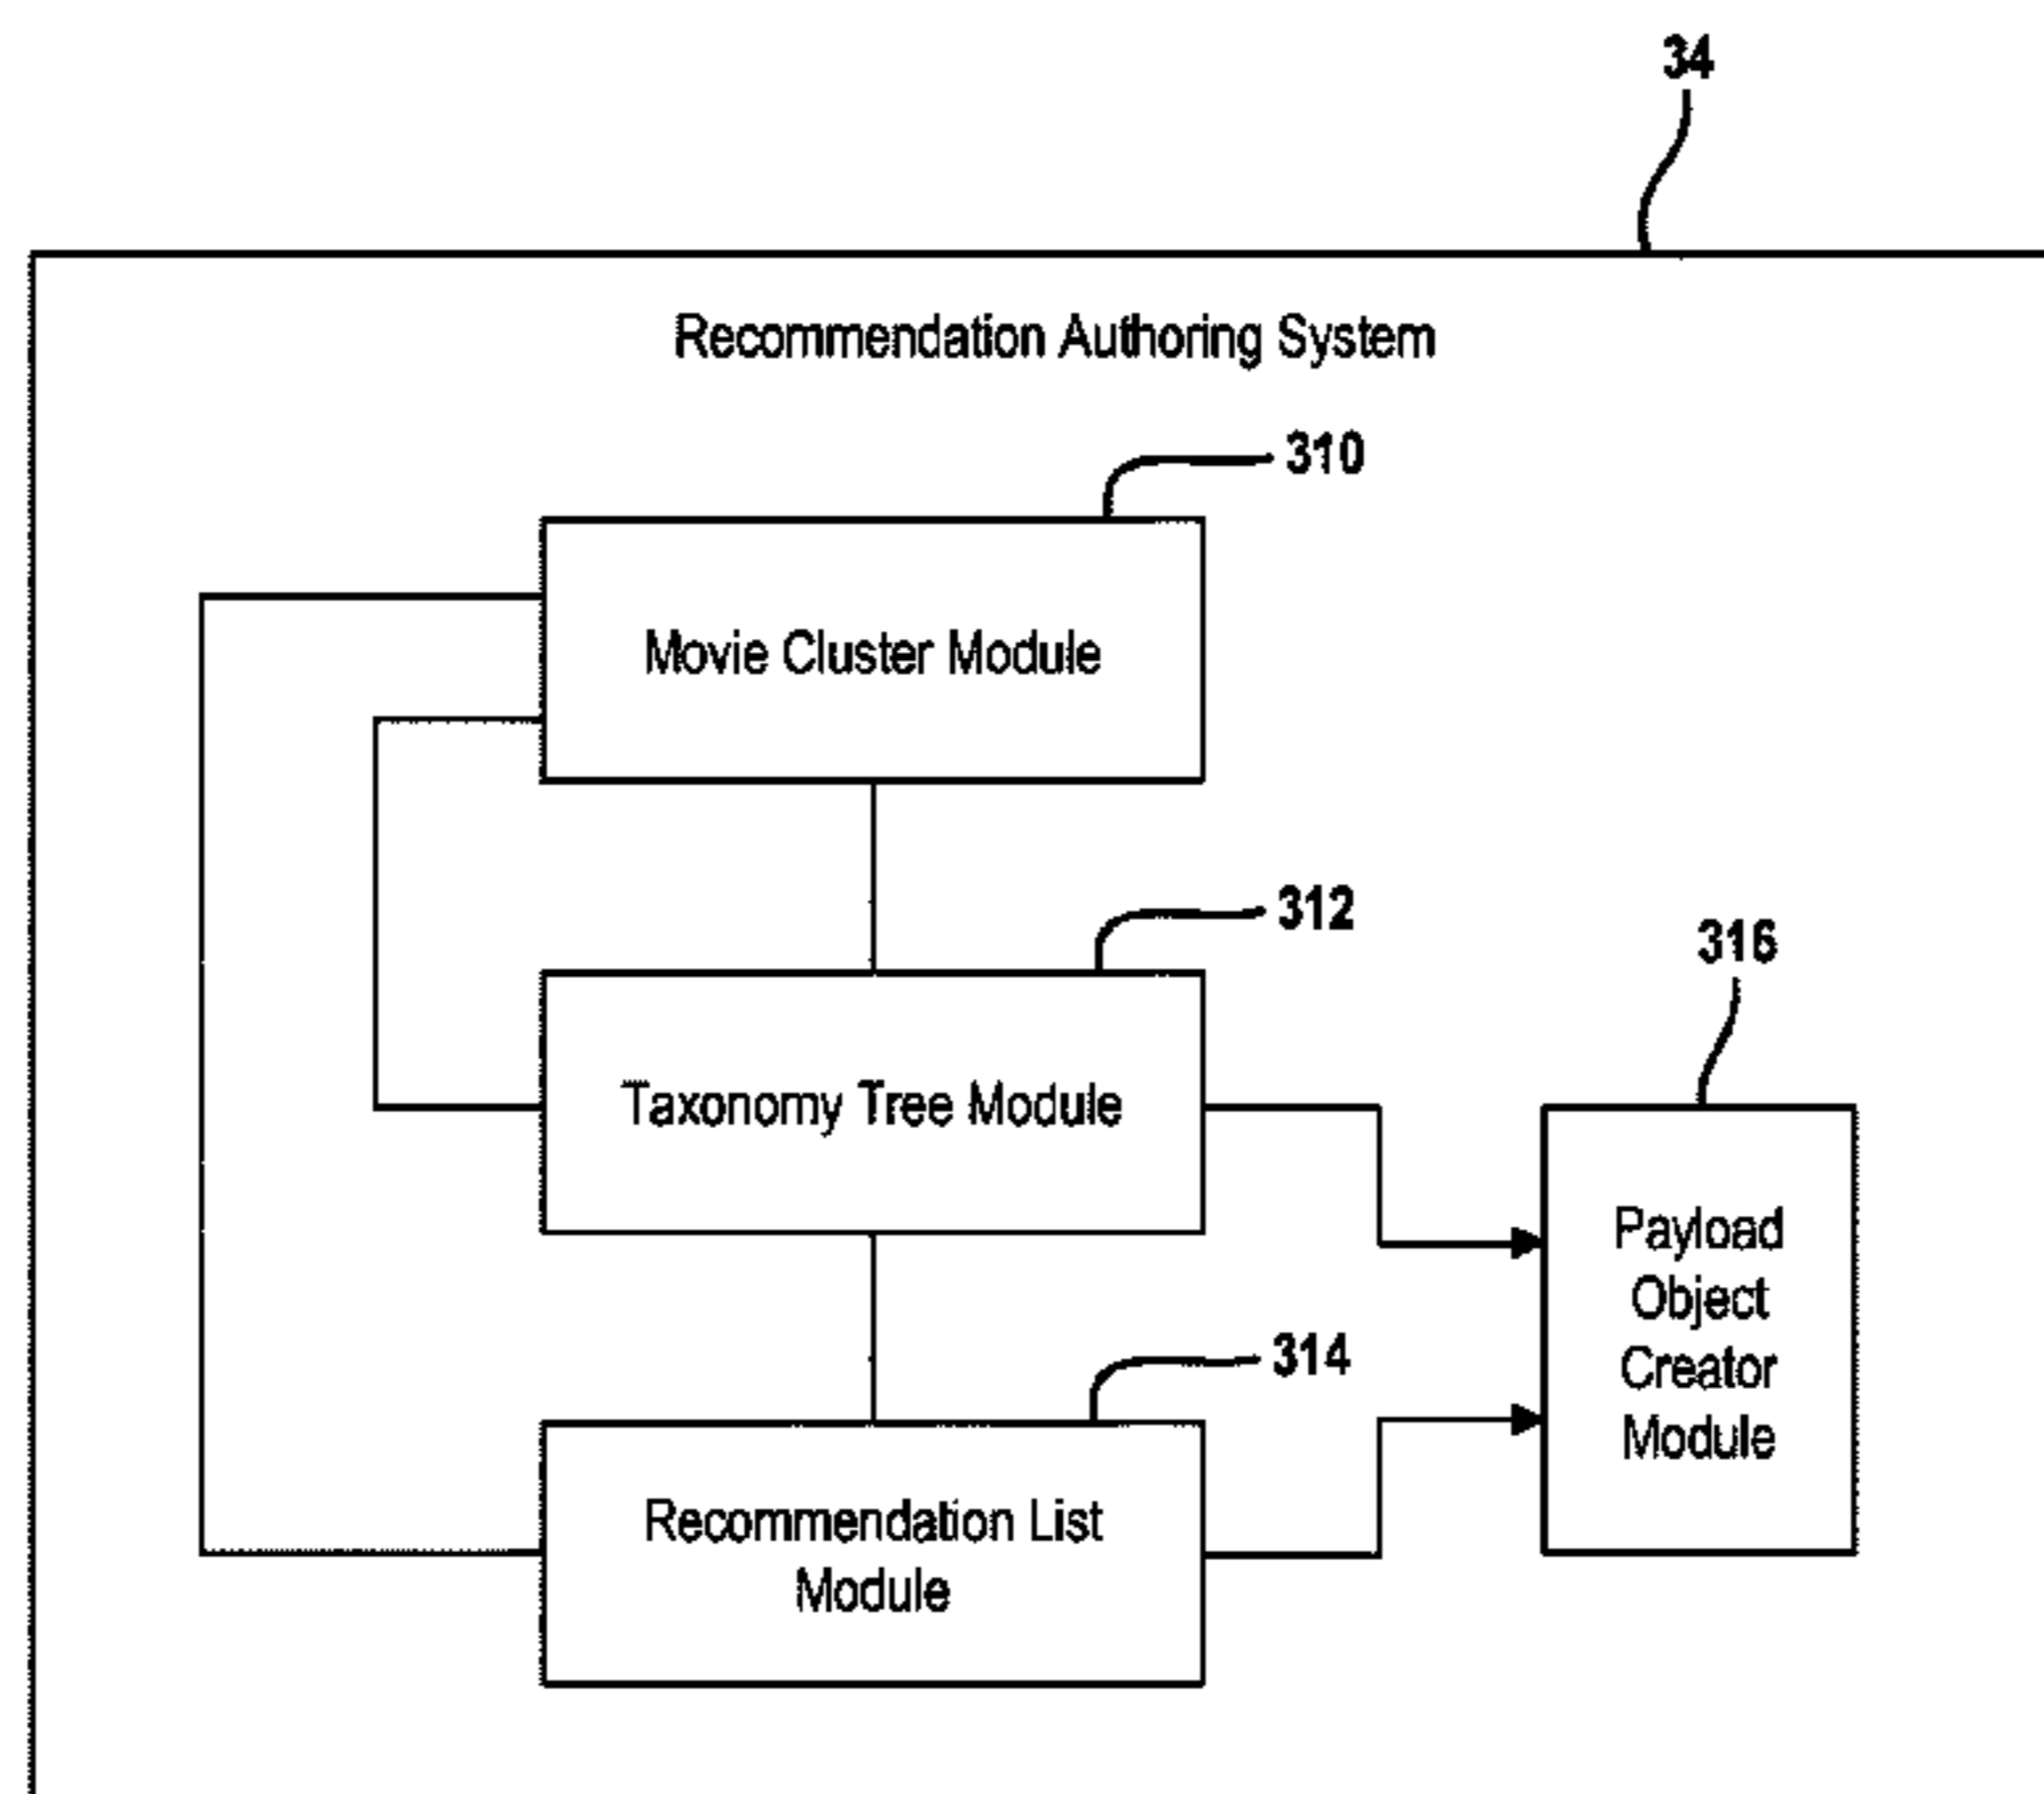 34
Recommendation Authoring System
310
Movie Cluster Module
312
316
Taxonomy Tree Module
Payload
Object
Creator
Module
314
Recommendation List
Module